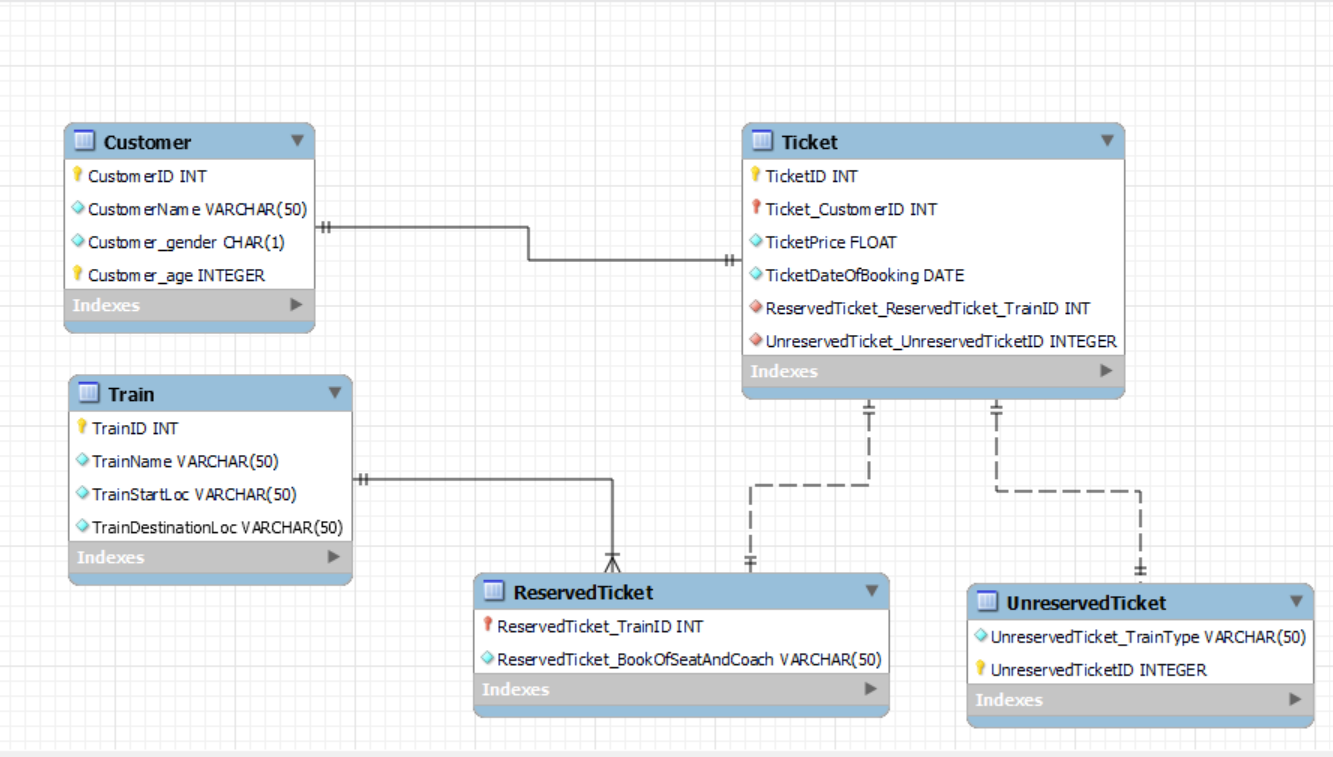 Customer
CustomerID INT
CustomerName VARCHAR(50)
Customer_gender CHAR(1)
Customer_age INTEGER
Indexes
Ticket
TicketID INT
Ticket_CustomerID INT
TicketPrice FLOAT
TicketDateOfBooking DATE
ReservedTicket_ReservedTicket_TrainID INT
UnreservedTicket_UnreservedTicketID INTEGER
Indexes
Train
TrainID INT
TrainName VARCHAR(50)
TrainStartLoc VARCHAR(50)
TrainDestinationLoc VARCHAR(50)
Indexes
ReservedTicket
ReservedTicket_TrainID INT
ReservedTicket_BookOfSeatAndCoach VARCHAR(50)
Indexes
UnreservedTicket
UnreservedTicket_TrainType VARCHAR(50)
UnreservedTicketID INTEGER
Indexes